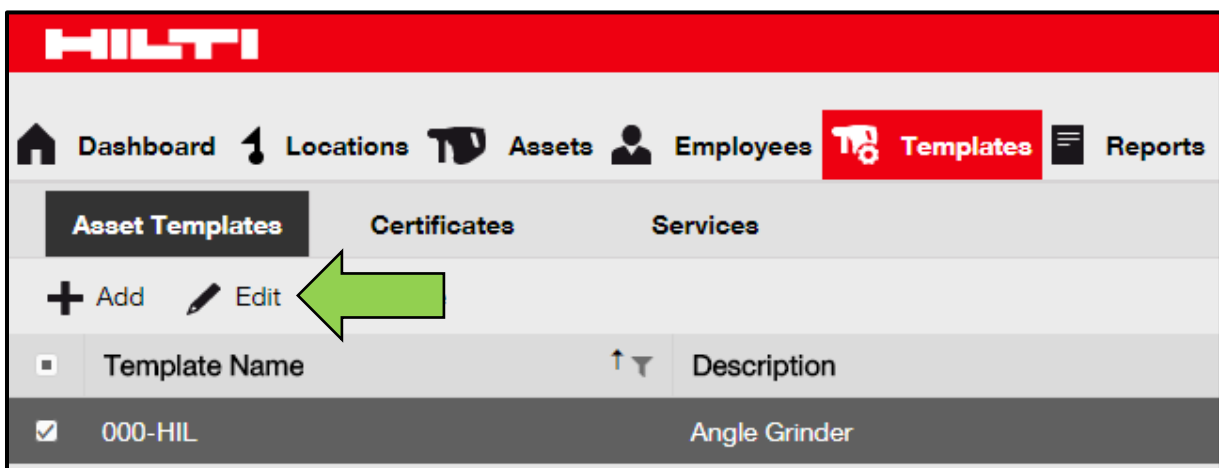 HILTI
Dashboard Locations Assets Employees Templates Reports
Asset Templates Certificates Services
Add Edit
Template Name Description
000-HIL Angle Grinder